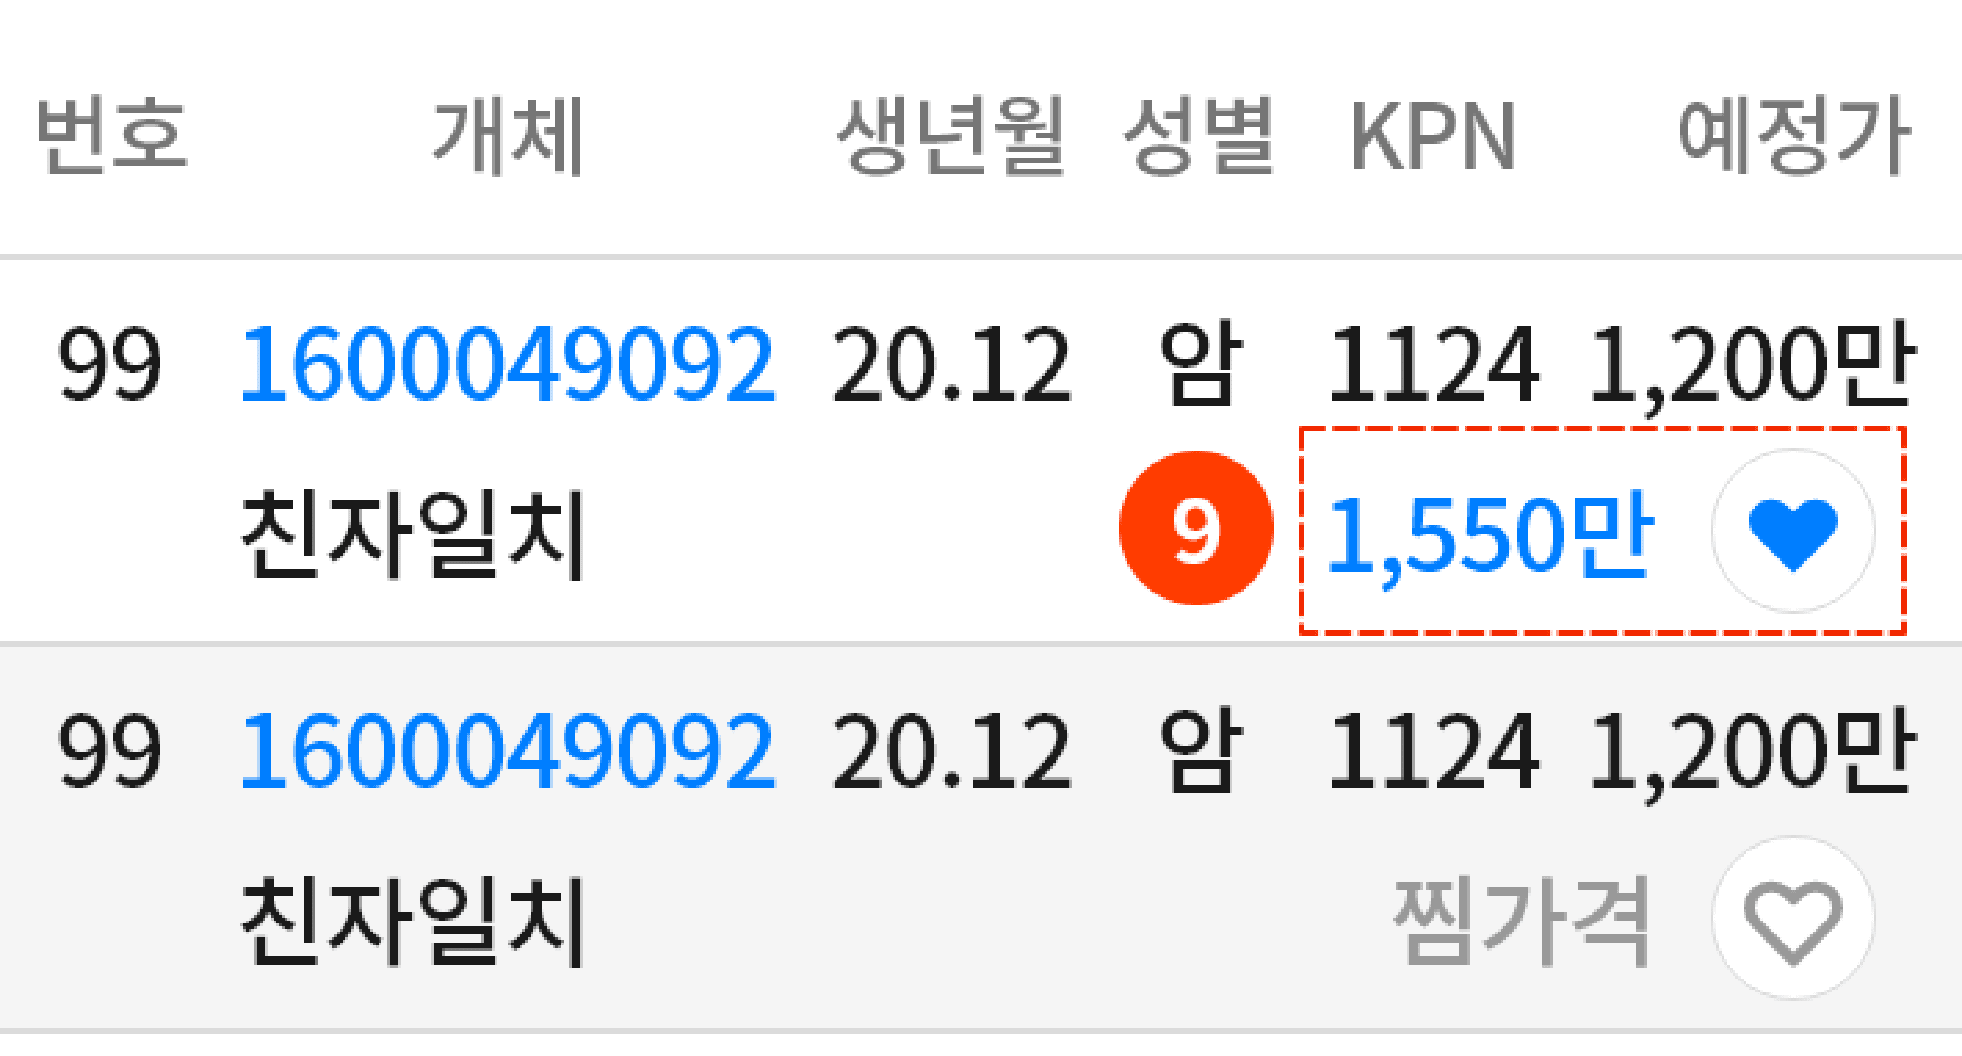 번호 개체 생년월 성별 KPN 예정가
99 1600049092 20.12 암 1124 1,200만
친자일치 9 1,550만
99 1600049092 20.12 암 1124 1,200만
친자일치 찜가격